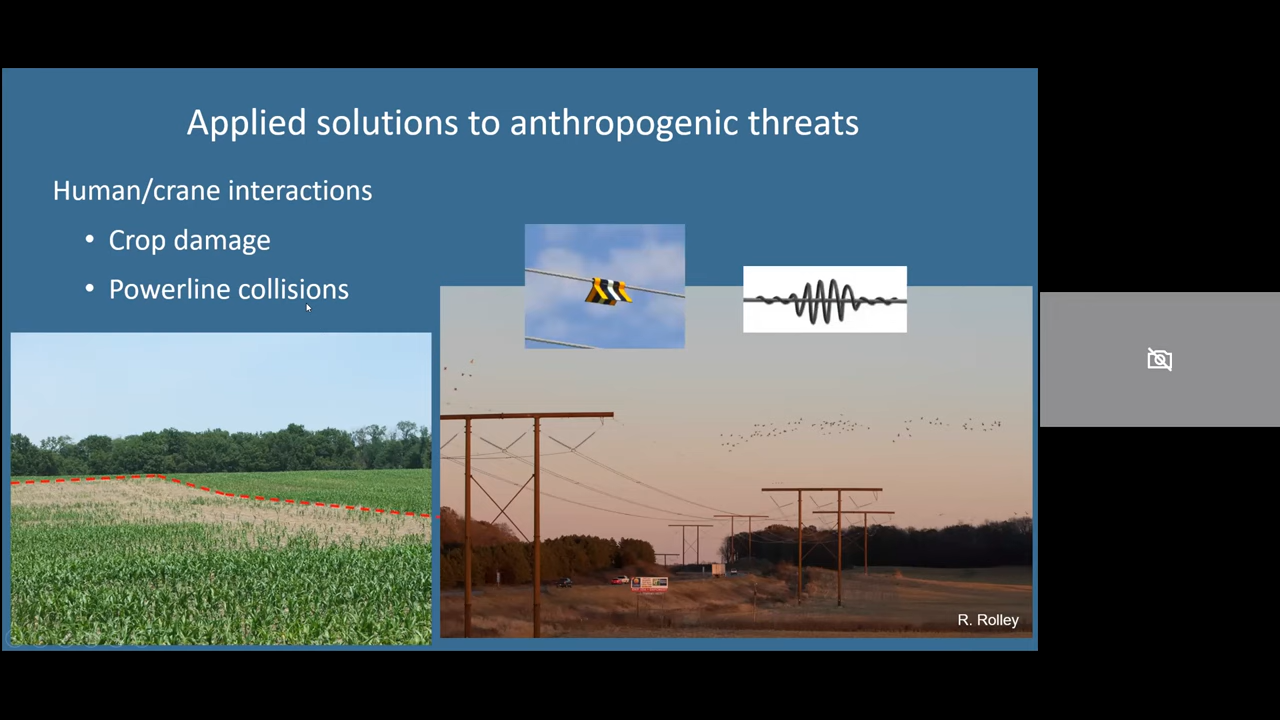 Applied solutions to anthropogenic threats
Human/crane interactions
• Crop damage
• Powerline collisions
R. Rolley